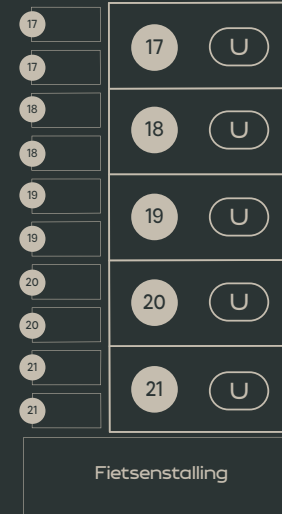 17
17 17 U
18
18 18 U
19
19 19 U
20
20 20 U
21
21 21 U
Fietsenstalling